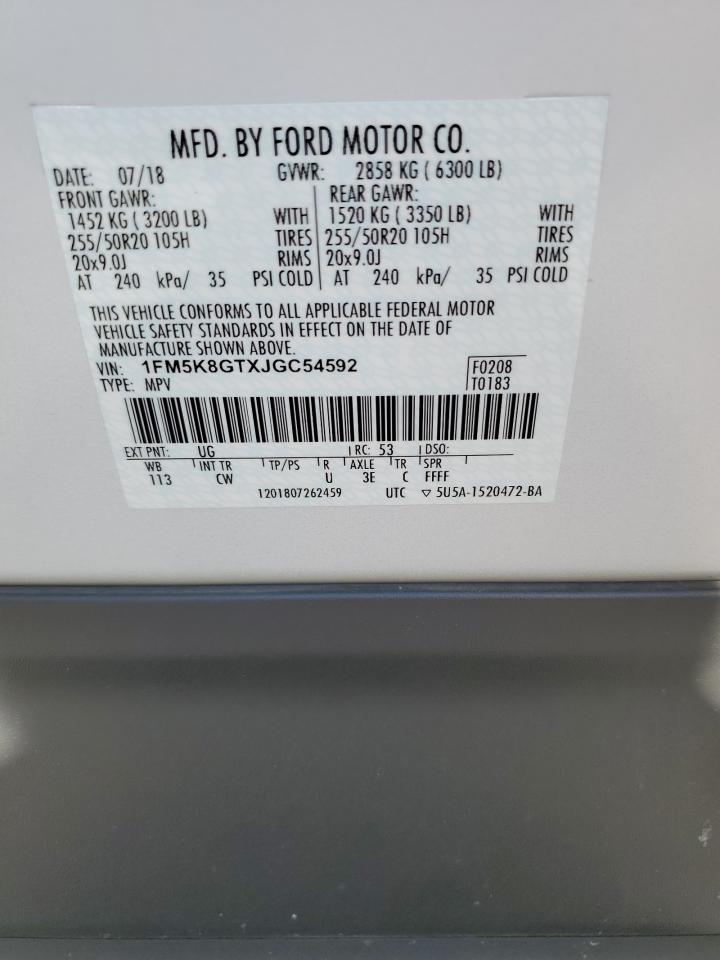 MFD. BY FORD MOTOR CO.
DATE: 07/18 GVWR: 2858 KG ( 6300 LB)
FRONT GAWR: REAR GAWR:
1452 KG ( 3200 LB) WITH 1520 KG ( 3350 LB) WITH
255/50R20 105H TIRES 255/50R20 105H TIRES
20x9.0J RIMS 20x9.0J RIMS
AT 240 kPa/ 35 PSI COLD AT 240 kPa/ 35 PSI COLD
THIS VEHICLE CONFORMS TO ALL APPLICABLE FEDERAL MOTOR
VEHICLE SAFETY STANDARDS IN EFFECT ON THE DATE OF
MANUFACTURE SHOWN ABOVE.
VIN: 1FM5K8GTXJGC54592 F0208
TYPE: MPV T0183
EXT PNT: UG RC: 53 DSO:
WB INT TR TP/PS R AXLE TR SPR
113 CW U 3E C FFFF
1201807262459 UTC ▽ 5U5A-1520472-BA